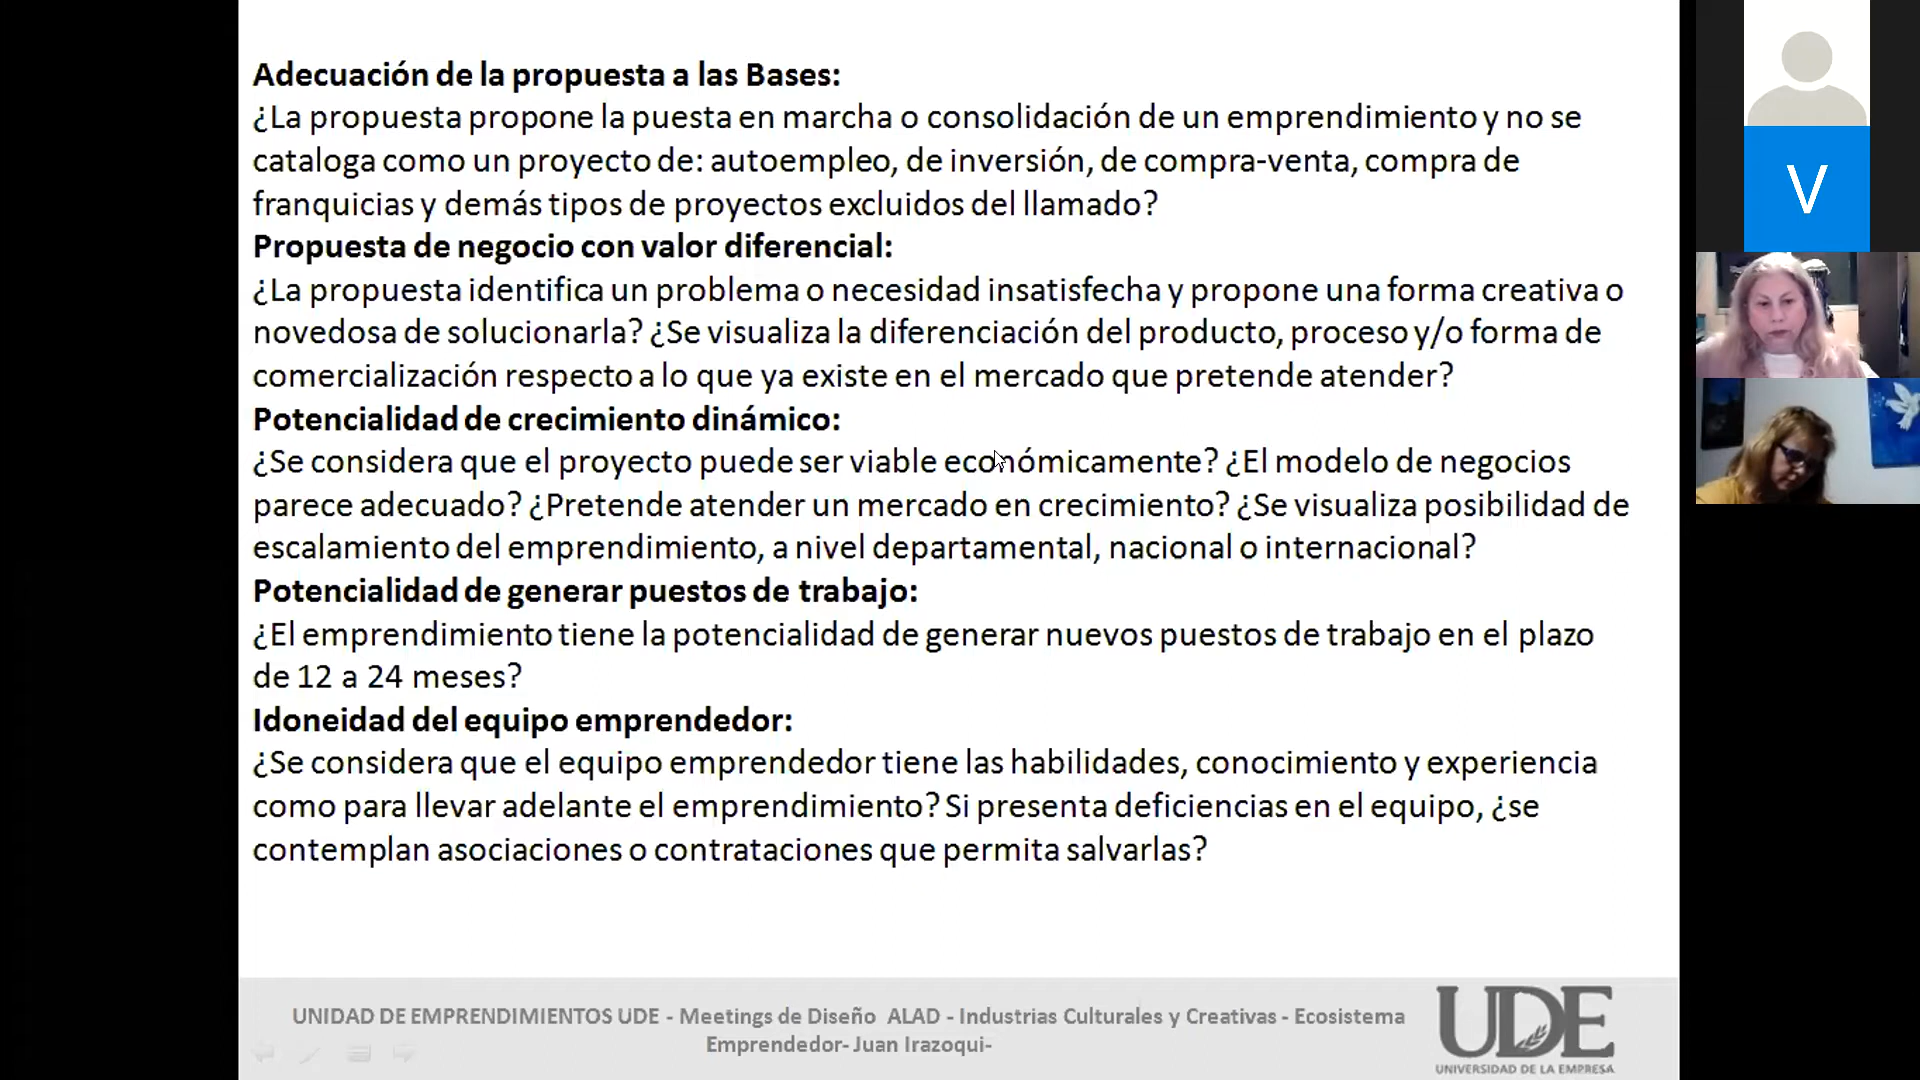 Adecuación de la propuesta a las Bases:
¿La propuesta propone la puesta en marcha o consolidación de un emprendimiento y no se
cataloga como un proyecto de: autoempleo, de inversión, de compra-venta, compra de
franquicias y demás tipos de proyectos excluidos del llamado?
Propuesta de negocio con valor diferencial:
¿La propuesta identifica un problema o necesidad insatisfecha y propone una forma creativa o
novedosa de solucionarla? ¿Se visualiza la diferenciación del producto, proceso y/o forma de
comercialización respecto a lo que ya existe en el mercado que pretende atender?
Potencialidad de crecimiento dinámico:
¿Se considera que el proyecto puede ser viable económicamente? ¿El modelo de negocios
parece adecuado? ¿Pretende atender un mercado en crecimiento? ¿Se visualiza posibilidad de
escalamiento del emprendimiento, a nivel departamental, nacional o internacional?
Potencialidad de generar puestos de trabajo:
¿El emprendimiento tiene la potencialidad de generar nuevos puestos de trabajo en el plazo
de 12 a 24 meses?
Idoneidad del equipo emprendedor:
¿Se considera que el equipo emprendedor tiene las habilidades, conocimiento y experiencia
como para llevar adelante el emprendimiento? Si presenta deficiencias en el equipo, ¿se
contemplan asociaciones o contrataciones que permita salvarlas?
UNIDAD DE EMPRENDIMIENTOS UDE - Meetings de Diseño ALAD - Industrias Culturales y Creativas - Ecosistema
Emprendedor- Juan Irazoqui-
UDE
UNIVERSIDAD DE LA EMPRESA
V